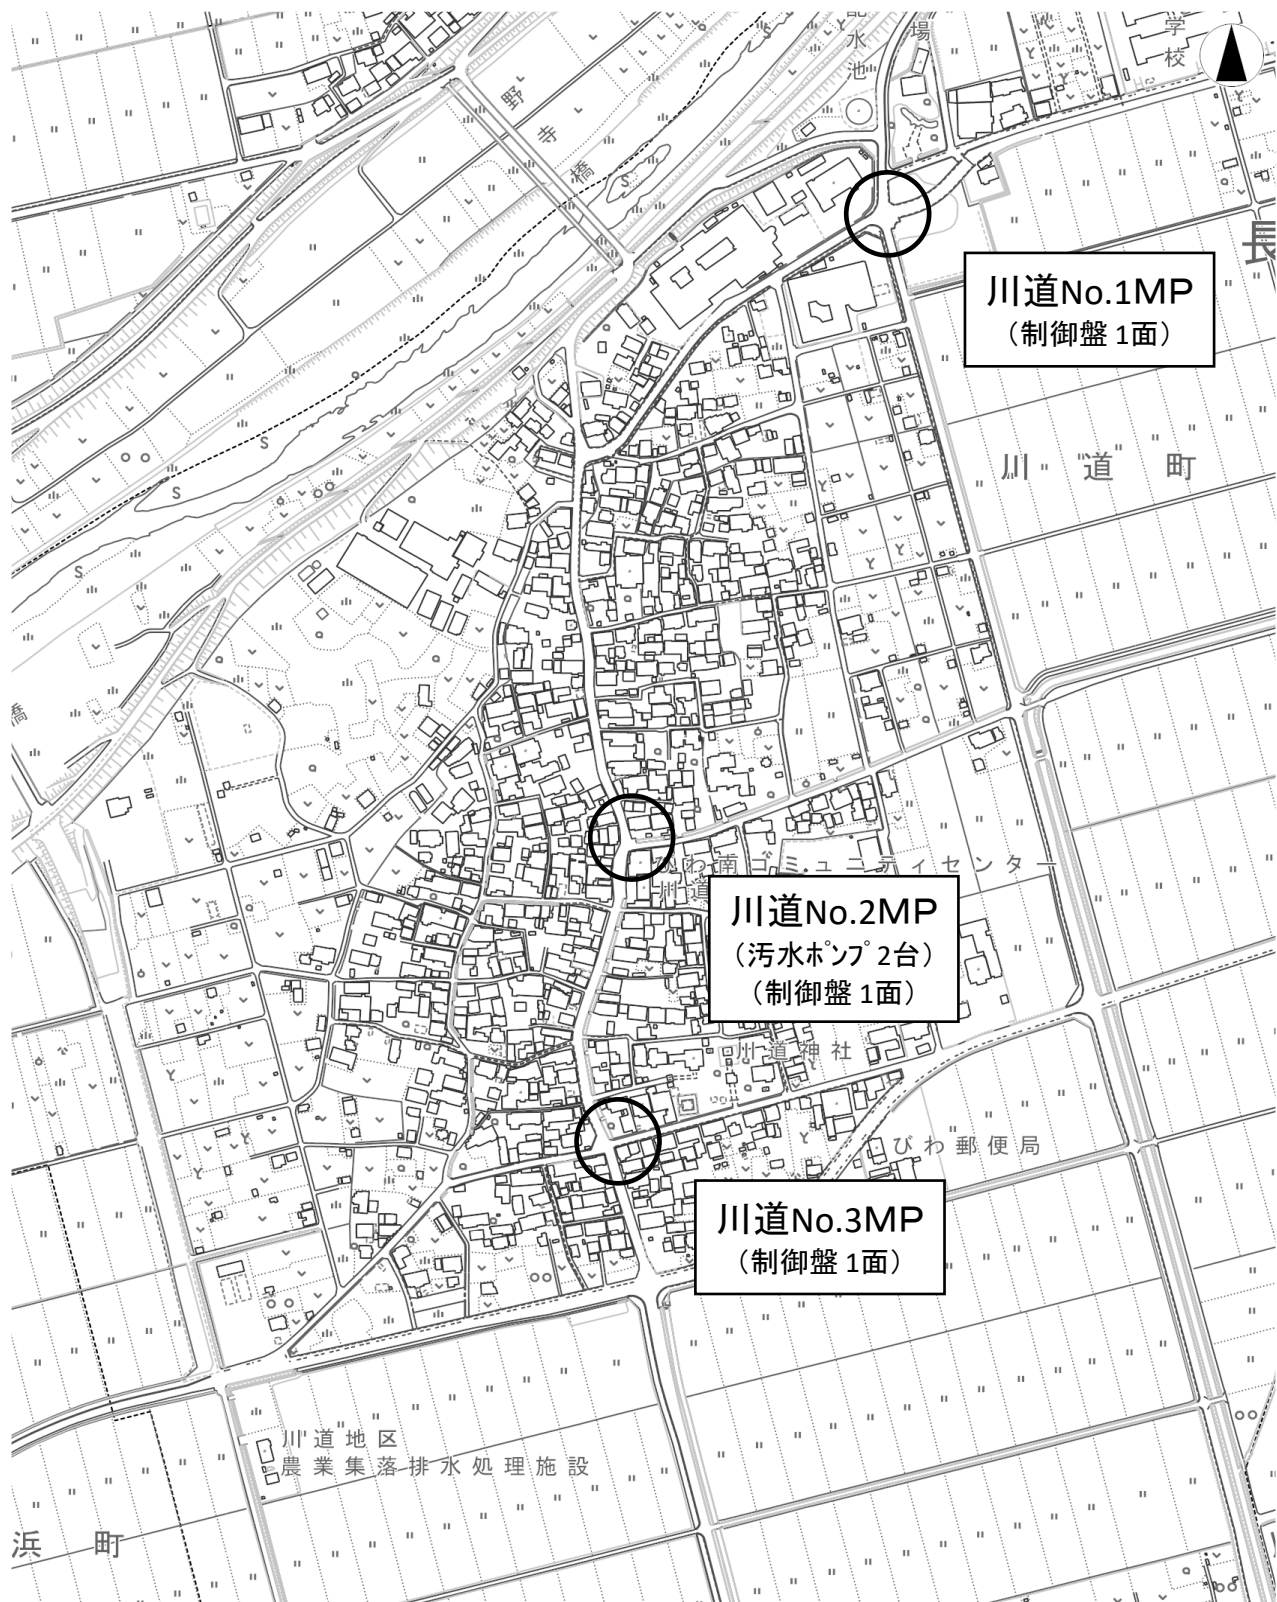 配水池
場
学校
野寺橋
長
川道No.1MP
（制御盤 1面）
川道町
橋
びわ南コミュニティセンター
川道
川道No.2MP
（汚水ﾎﾟﾝﾌﾟ 2台）
（制御盤 1面）
川道神社
びわ郵便局
川道No.3MP
（制御盤 1面）
川道地区
農業集落排水処理施設
浜町